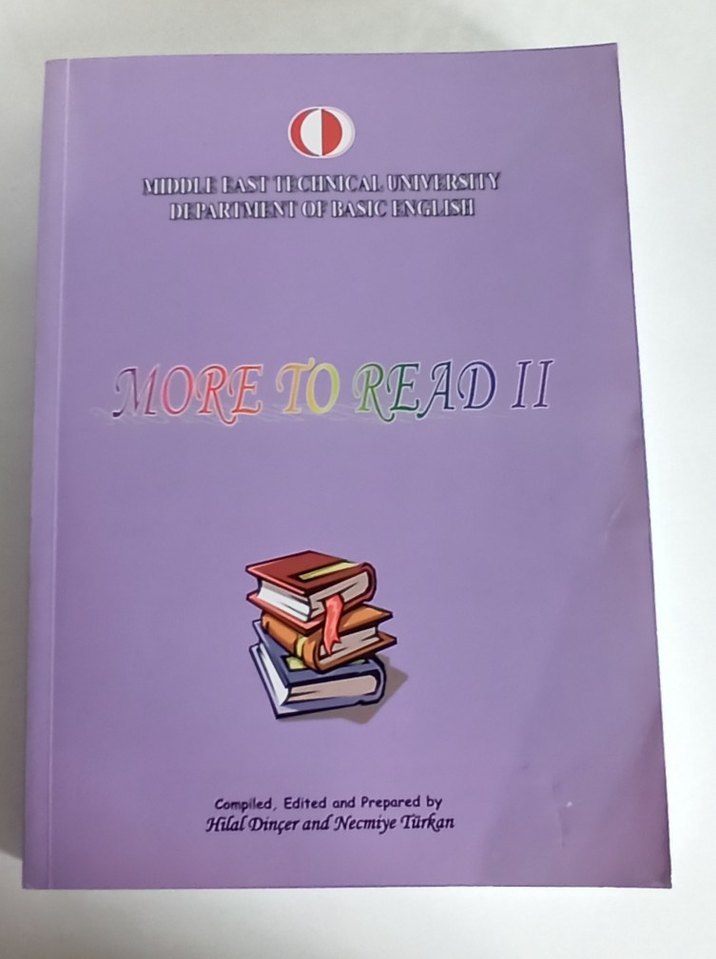 MIDDLE EAST TECHNICAL UNIVERSITY
DEPARTMENT OF BASIC ENGLISH
MORE TO READ II
Compiled, Edited and Prepared by
Hilal Dinçer and Necmiye Türkan